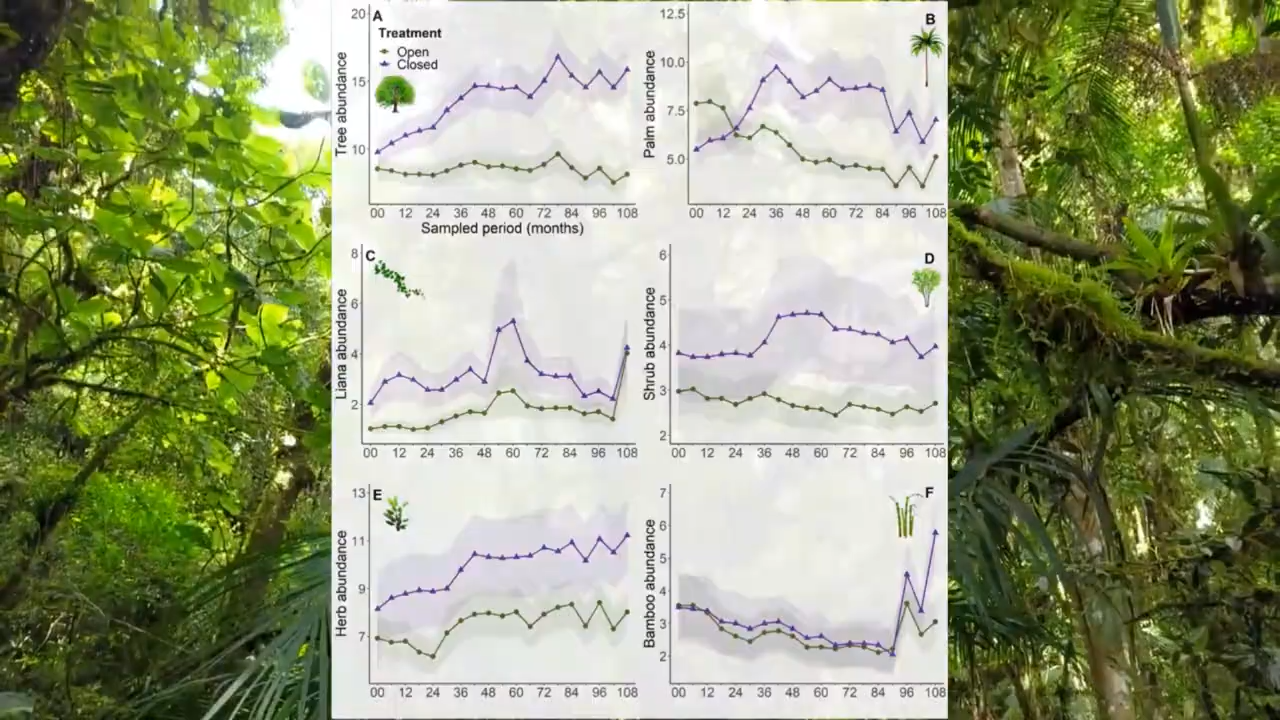 A
Treatment
Open
Closed
Tree abundance
20
15
10
00 12 24 36 48 60 72 84 96 108
Sampled period (months)
B
Palm abundance
12.5
10.0
7.5
5.0
00 12 24 36 48 60 72 84 96 108
C
Liana abundance
8
6
4
2
00 12 24 36 48 60 72 84 96 108
D
Shrub abundance
6
5
4
3
2
00 12 24 36 48 60 72 84 96 108
E
Herb abundance
13
11
9
7
00 12 24 36 48 60 72 84 96 108
F
Bamboo abundance
7
6
5
4
3
2
00 12 24 36 48 60 72 84 96 108